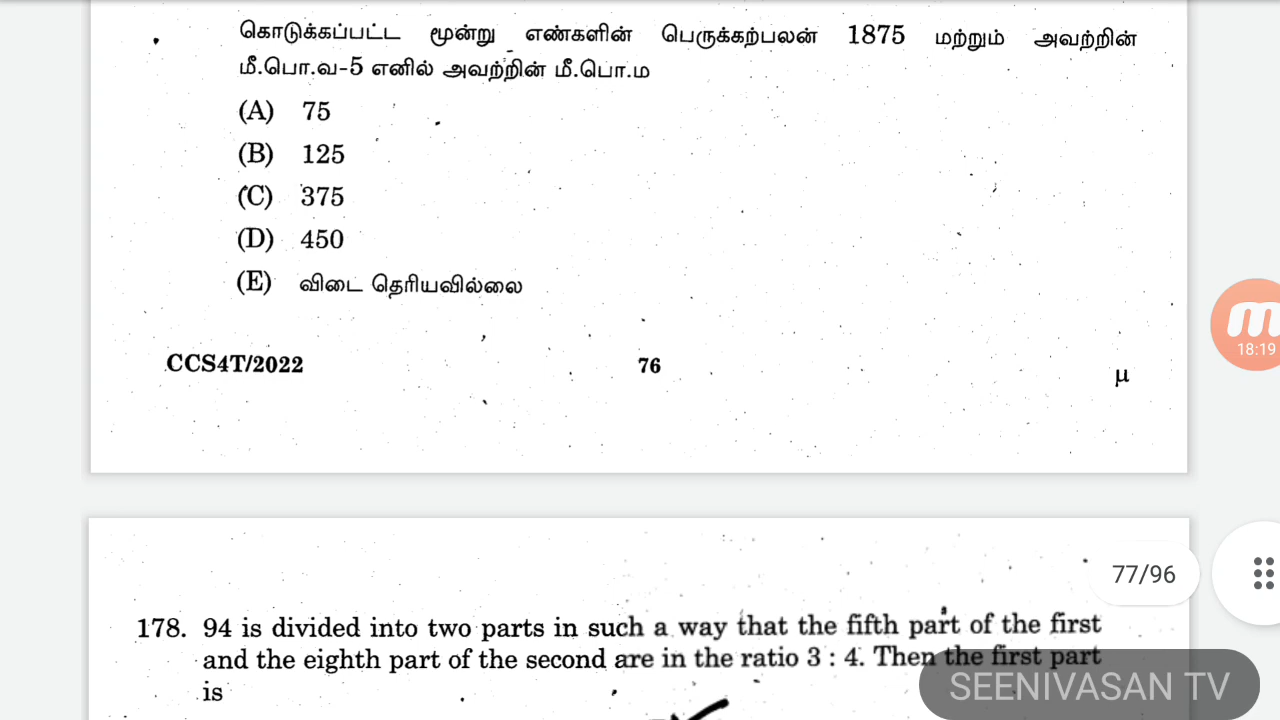 கொடுக்கப்பட்ட மூன்று எண்களின் பெருக்கற்பலன் 1875 மற்றும் அவற்றின்
மீ.பொ.வ-5 எனில் அவற்றின் மீ.பொ.ம
(A) 75
(B) 125
(C) 375
(D) 450
(E) விடை தெரியவில்லை
18:19
CCS4T/2022 76 µ
77/96
178. 94 is divided into two parts in such a way that the fifth part of the first
and the eighth part of the second are in the ratio 3 : 4. Then the first part
is
SEENIVASAN TV